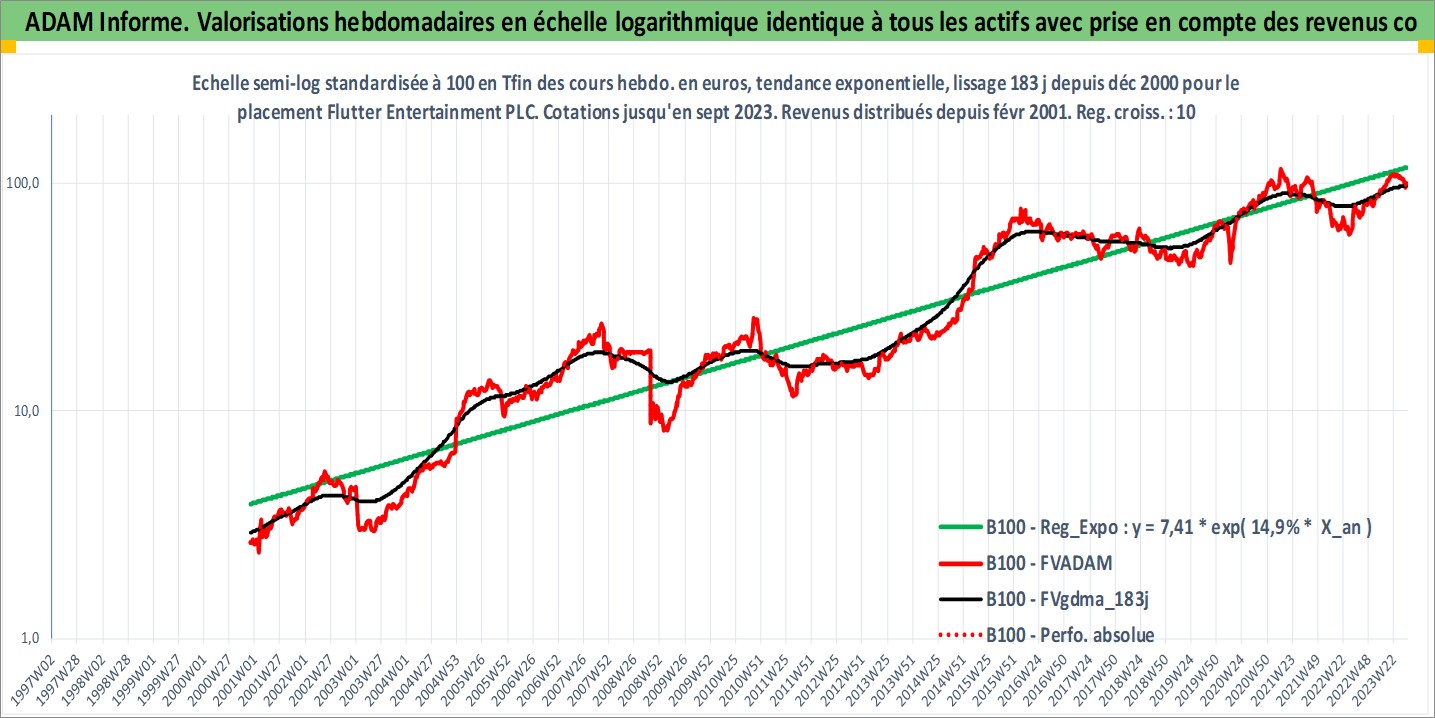 ADAM Informe. Valorisations hebdomadaires en échelle logarithmique identique à tous les actifs avec prise en compte des revenus co
Echelle semi-log standardisée à 100 en Tfin des cours hebdo. en euros, tendance exponentielle, lissage 183 j depuis déc 2000 pour le
placement Flutter Entertainment PLC. Cotations jusqu'en sept 2023. Revenus distribués depuis févr 2001. Reg. croiss. : 10
100,0
10,0
1,0
B100 - Reg_Expo : y = 7,41 * exp( 14,9% * X_an )
B100 - FVADAM
B100 - FVgdma_183j
B100 - Perfo. absolue
1997W02
1997W28
1998W02
1998W28
1999W01
1999W27
2000W01
2000W27
2001W01
2001W27
2002W01
2002W27
2003W01
2003W27
2004W01
2004W27
2004W53
2005W26
2005W52
2006W26
2006W52
2007W26
2007W52
2008W26
2008W52
2009W26
2009W52
2010W26
2010W51
2011W25
2011W51
2012W25
2012W51
2013W25
2013W51
2014W25
2014W51
2015W25
2015W51
2016W24
2016W50
2017W24
2017W50
2018W24
2018W50
2019W24
2019W50
2020W24
2020W50
2021W23
2021W49
2022W22
2022W48
2023W22